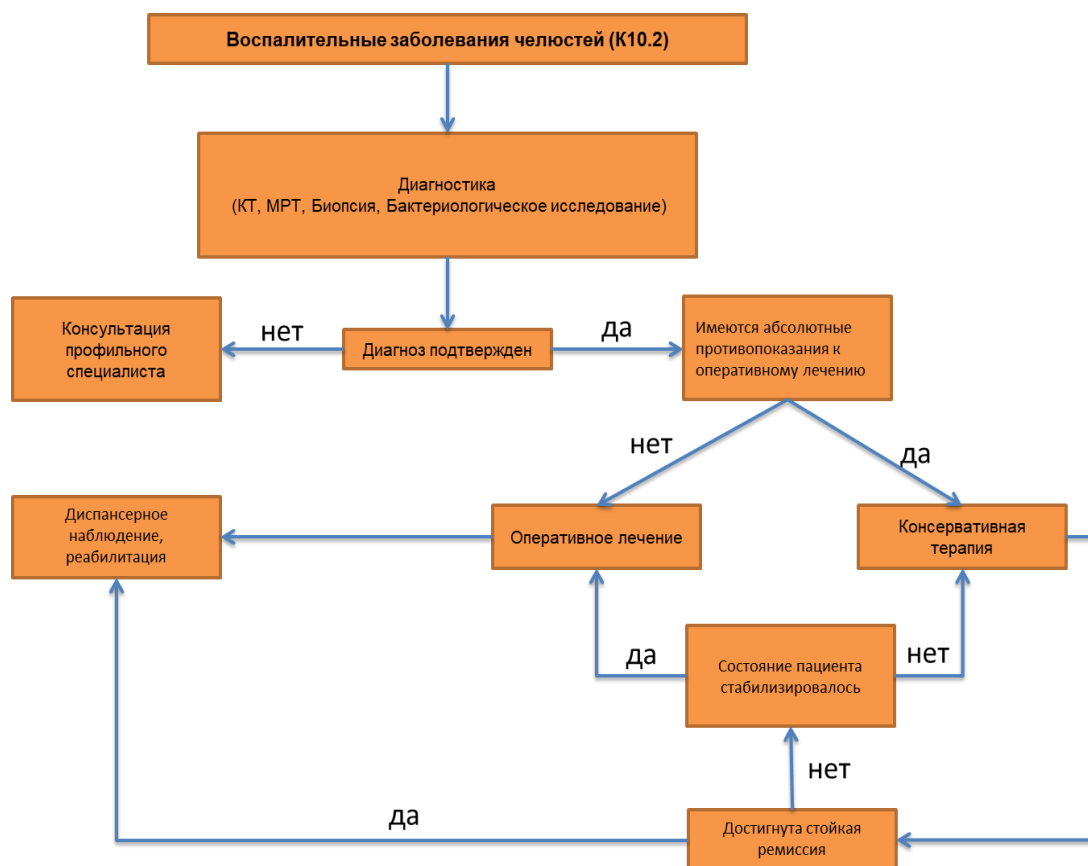 Воспалительные заболевания челюстей (К10.2)
Диагностика
(КТ, МРТ, Биопсия, Бактериологическое исследование)
Консультация
профильного
специалиста
нет
Диагноз подтвержден
да
Имеются абсолютные
противопоказания к
оперативному лечению
нет
да
Диспансерное
наблюдение,
реабилитация
Оперативное лечение
Консервативная
терапия
да
Состояние пациента
стабилизировалось
нет
нет
да
Достигнута стойкая
ремиссия